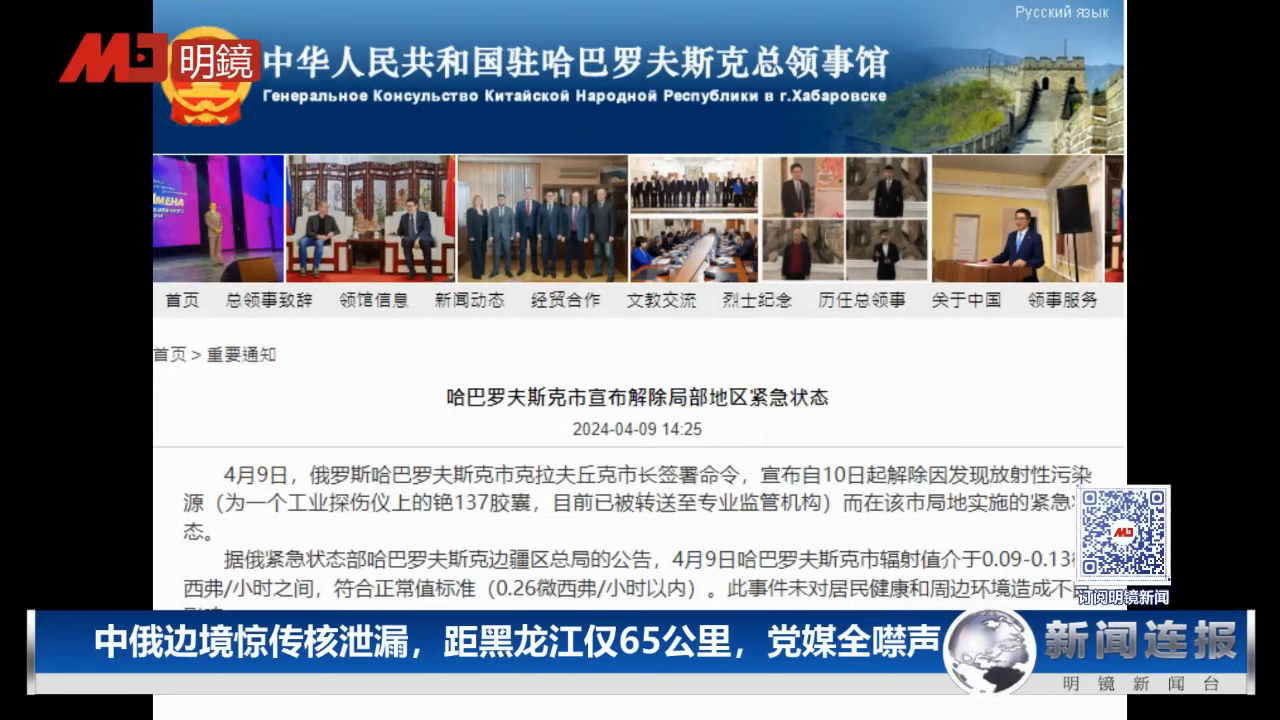 Русский язык
明鏡
中华人民共和国驻哈巴罗夫斯克总领事馆
Генеральное Консульство Китайской Народной Республики в г.Хабаровске
首页 总领事致辞 领馆信息 新闻动态 经贸合作 文教交流 烈士纪念 历任总领事 关于中国 领事服务
首页 > 重要通知
哈巴罗夫斯克市宣布解除局部地区紧急状态
2024-04-09 14:25
4月9日，俄罗斯哈巴罗夫斯克市克拉夫丘克市长签署命令，宣布自10日起解除因发现放射性污染
源（为一个工业探伤仪上的铯137胶囊，目前已被转送至专业监管机构）而在该市局地实施的紧急
态。
据俄紧急状态部哈巴罗夫斯克边疆区总局的公告，4月9日哈巴罗夫斯克市辐射值介于0.09-0.13
西弗/小时之间，符合正常值标准（0.26微西弗/小时以内）。此事件未对居民健康和周边环境造成不
订阅明镜新闻
中俄边境惊传核泄漏，距黑龙江仅65公里，党媒全噤声
新闻连报
明镜新闻台